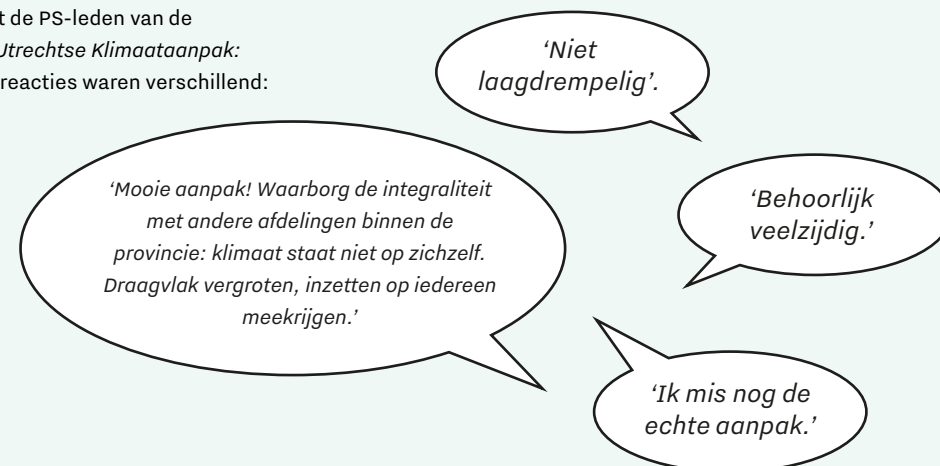 t de PS-leden van de
Utrechtse Klimaataanpak:
reacties waren verschillend:
‘Niet
laagdrempelig’.
‘Mooie aanpak! Waarborg de integraliteit
met andere afdelingen binnen de
provincie: klimaat staat niet op zichzelf.
Draagvlak vergroten, inzetten op iedereen
meekrijgen.’
‘Behoorlijk
veelzijdig.’
‘Ik mis nog de
echte aanpak.’